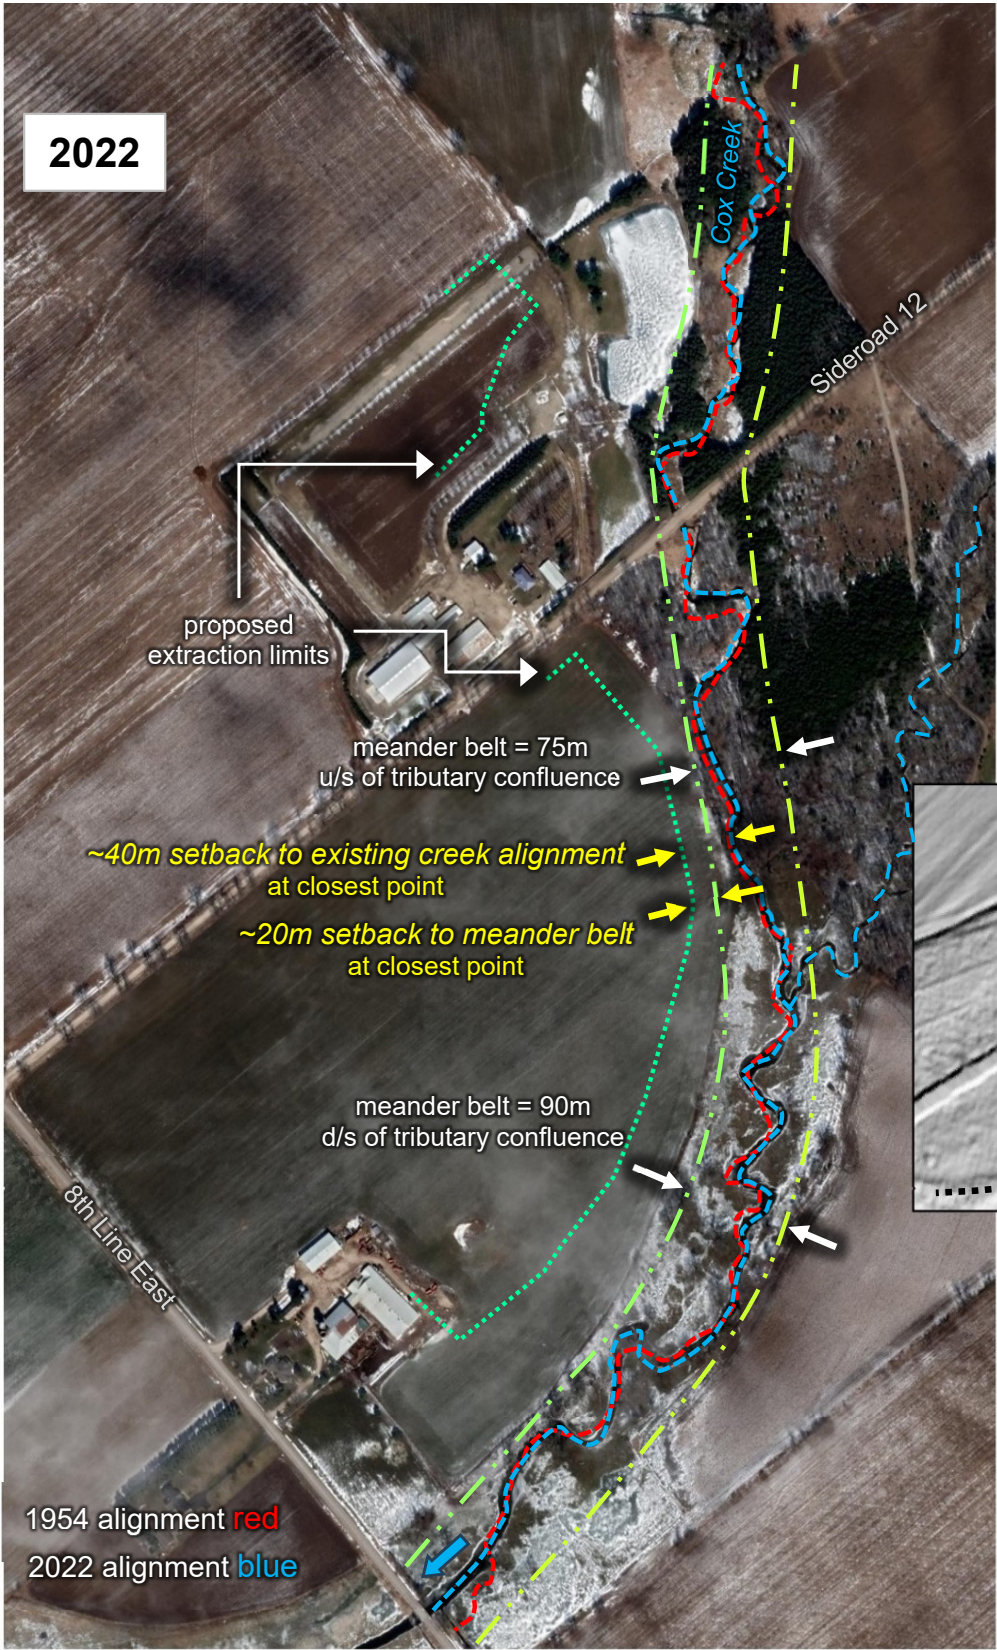 2022
Cox Creek
Sideroad 12
proposed
extraction limits
meander belt = 75m
u/s of tributary confluence
~40m setback to existing creek alignment
at closest point
~20m setback to meander belt
at closest point
meander belt = 90m
d/s of tributary confluence
8th Line East
1954 alignment red
2022 alignment blue